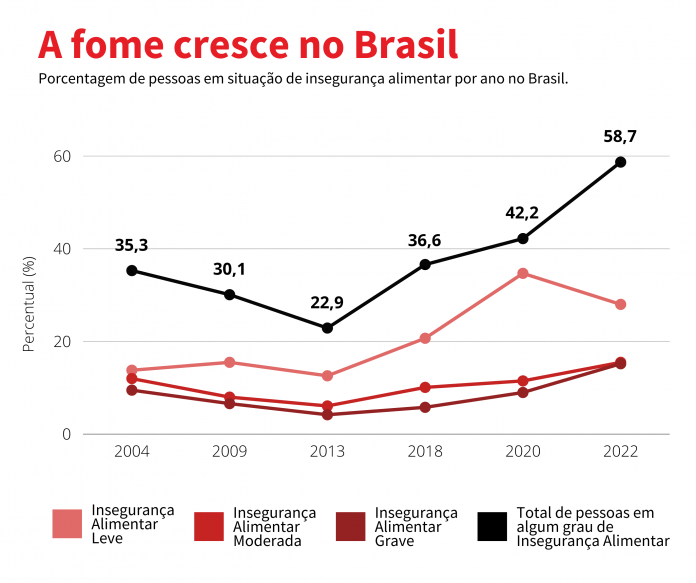 A fome cresce no Brasil
Porcentagem de pessoas em situação de insegurança alimentar por ano no Brasil.
58,7
60
42,2
36,6
35,3
40
30,1
22,9
Percentual (%)
20
0
2004 2009 2013 2018 2020 2022
Insegurança
Alimentar
Leve
Insegurança
Alimentar
Moderada
Insegurança
Alimentar
Grave
Total de pessoas em
algum grau de
Insegurança Alimentar